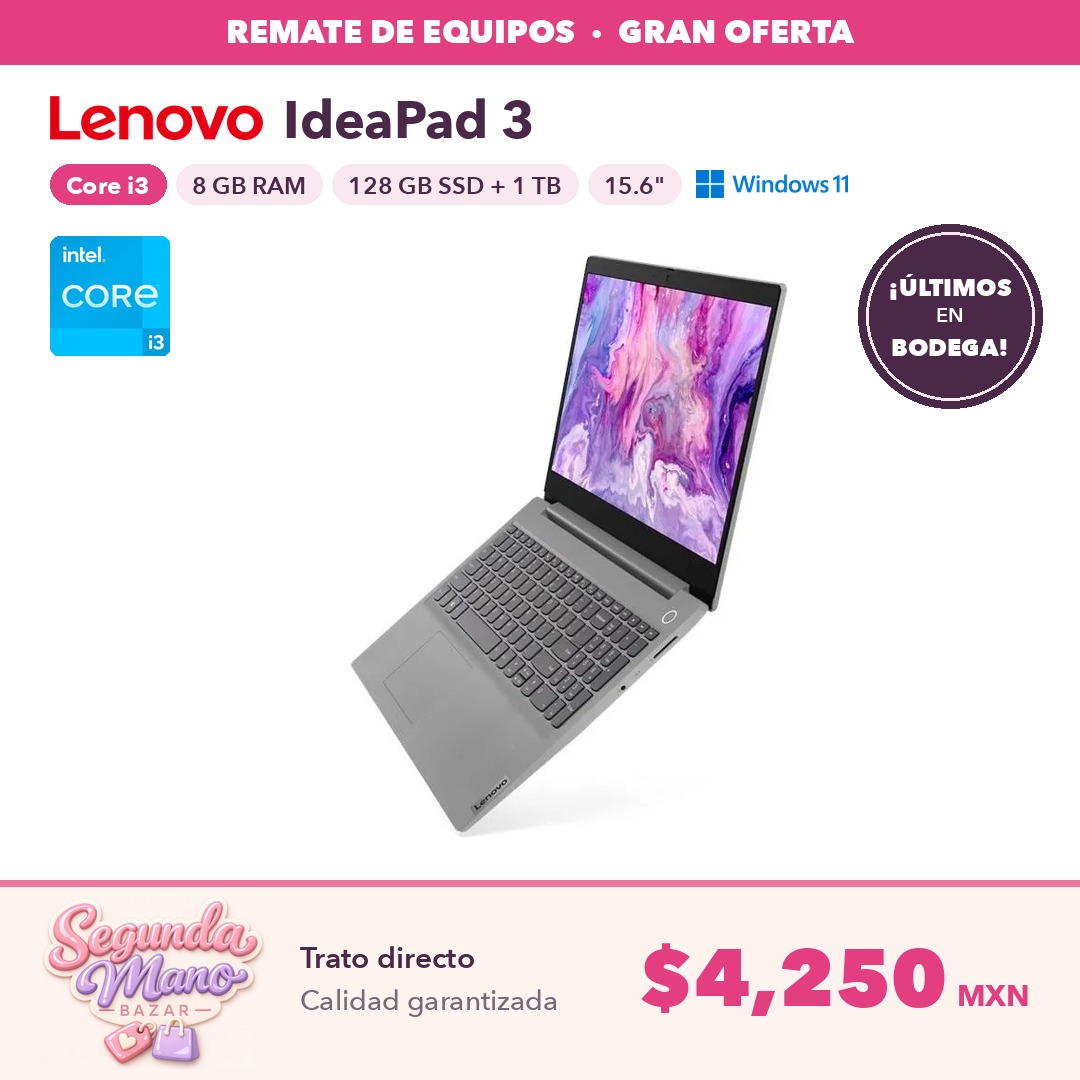 REMATE DE EQUIPOS • GRAN OFERTA
Lenovo IdeaPad 3
Core i3
8 GB RAM
128 GB SSD + 1 TB
15.6"
Windows 11
intel.
CORE
i3
¡ÚLTIMOS
EN
BODEGA!
Lenovo
Segunda
Mano
BAZAR
Trato directo
Calidad garantizada
$4,250 MXN